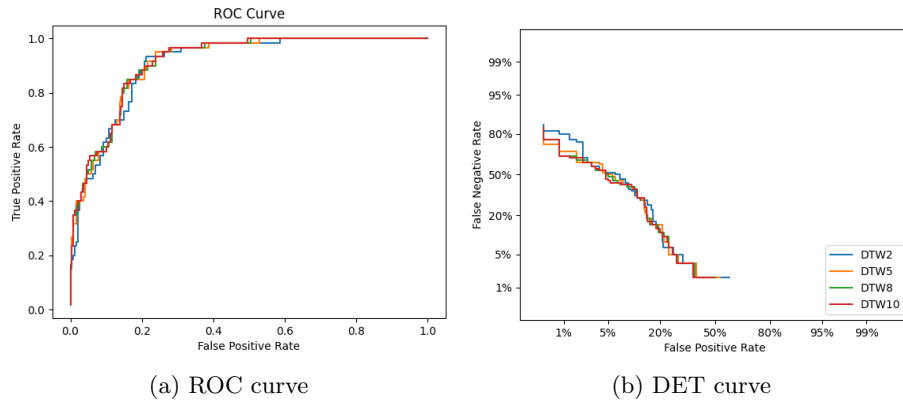 ROC Curve
True Positive Rate
1.0
0.8
0.6
0.4
0.2
0.0
0.0 0.2 0.4 0.6 0.8 1.0
False Positive Rate
(a) ROC curve
False Negative Rate
99%
95%
80%
50%
20%
5%
1%
DTW2
DTW5
DTW8
DTW10
1% 5% 20% 50% 80% 95% 99%
False Positive Rate
(b) DET curve